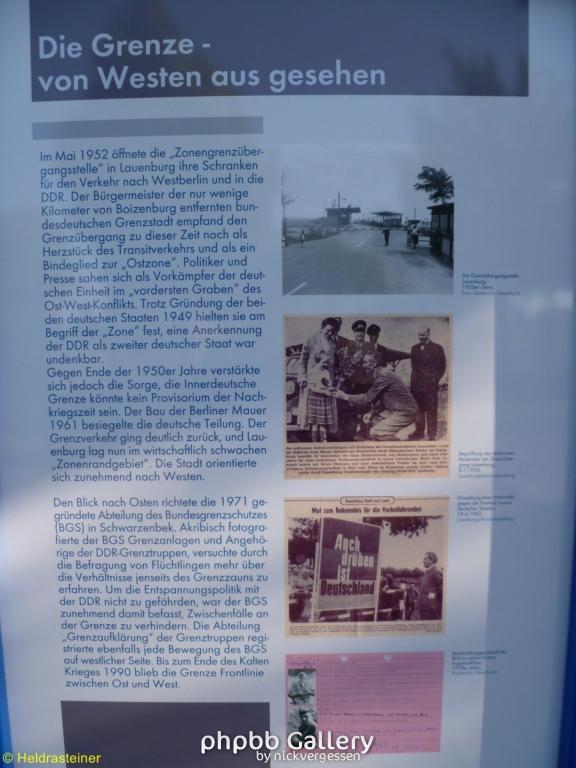 Die Grenze -
von Westen aus gesehen
Im Mai 1952 öffnete die „Zonengrenzüber-
gangsstelle" in Lauenburg ihre Schranken
für den Verkehr nach Westberlin und in die
DDR. Der Bürgermeister der nur wenige
Kilometer von Boizenburg entfernten bun-
desdeutschen Grenzstadt empfand den
Grenzübergang zu dieser Zeit noch als
Herzstück des Transitverkehrs und als ein
Bindeglied zur „Ostzone". Politiker und
Presse sahen sich als Vorkämpfer der deut-
schen Einheit im „vordersten Graben" des
Ost-West-Konflikts. Trotz Gründung der bei-
den deutschen Staaten 1949 hielten sie am
Begriff der „Zone" fest, eine Anerkennung
der DDR als zweiter deutscher Staat war
undenkbar.
Gegen Ende der 1950er Jahre verstärkte
sich jedoch die Sorge, die Innerdeutsche
Grenze könnte kein Provisorium der Nach-
kriegszeit sein. Der Bau der Berliner Mauer
1961 besiegelte die deutsche Teilung. Der
Grenzverkehr ging deutlich zurück, und Lau-
enburg lag nun im wirtschaftlich schwachen
„Zonenrandgebiet". Die Stadt orientierte
sich zunehmend nach Westen.
Den Blick nach Osten richtete die 1971 ge-
gründete Abteilung des Bundesgrenzschutzes
(BGS) in Schwarzenbek. Akribisch fotogra-
fierte der BGS Grenzanlagen und Angehö-
rige der DDR-Grenztruppen, versuchte durch
die Befragung von Flüchtlingen mehr über
die Verhältnisse jenseits des Grenzzauns zu
erfahren. Um die Entspannungspolitik mit
der DDR nicht zu gefährden, war der BGS
zunehmend damit befasst, Zwischenfälle an
der Grenze zu verhindern. Die Abteilung
„Grenzaufklärung" der Grenztruppen regi-
strierte ebenfalls jede Bewegung des BGS
auf westlicher Seite. Bis zum Ende des Kalten
Krieges 1990 blieb die Grenze Frontlinie
zwischen Ost und West.
Die Grenzübergangsstelle
Lauenburg,
1950er Jahre.
Mal zum Bekenntnis für die Vorbeifahrenden
Auch
drüben
ist
Deutschland
phpbb Gallery
by nickvergessen
© Heldrasteiner